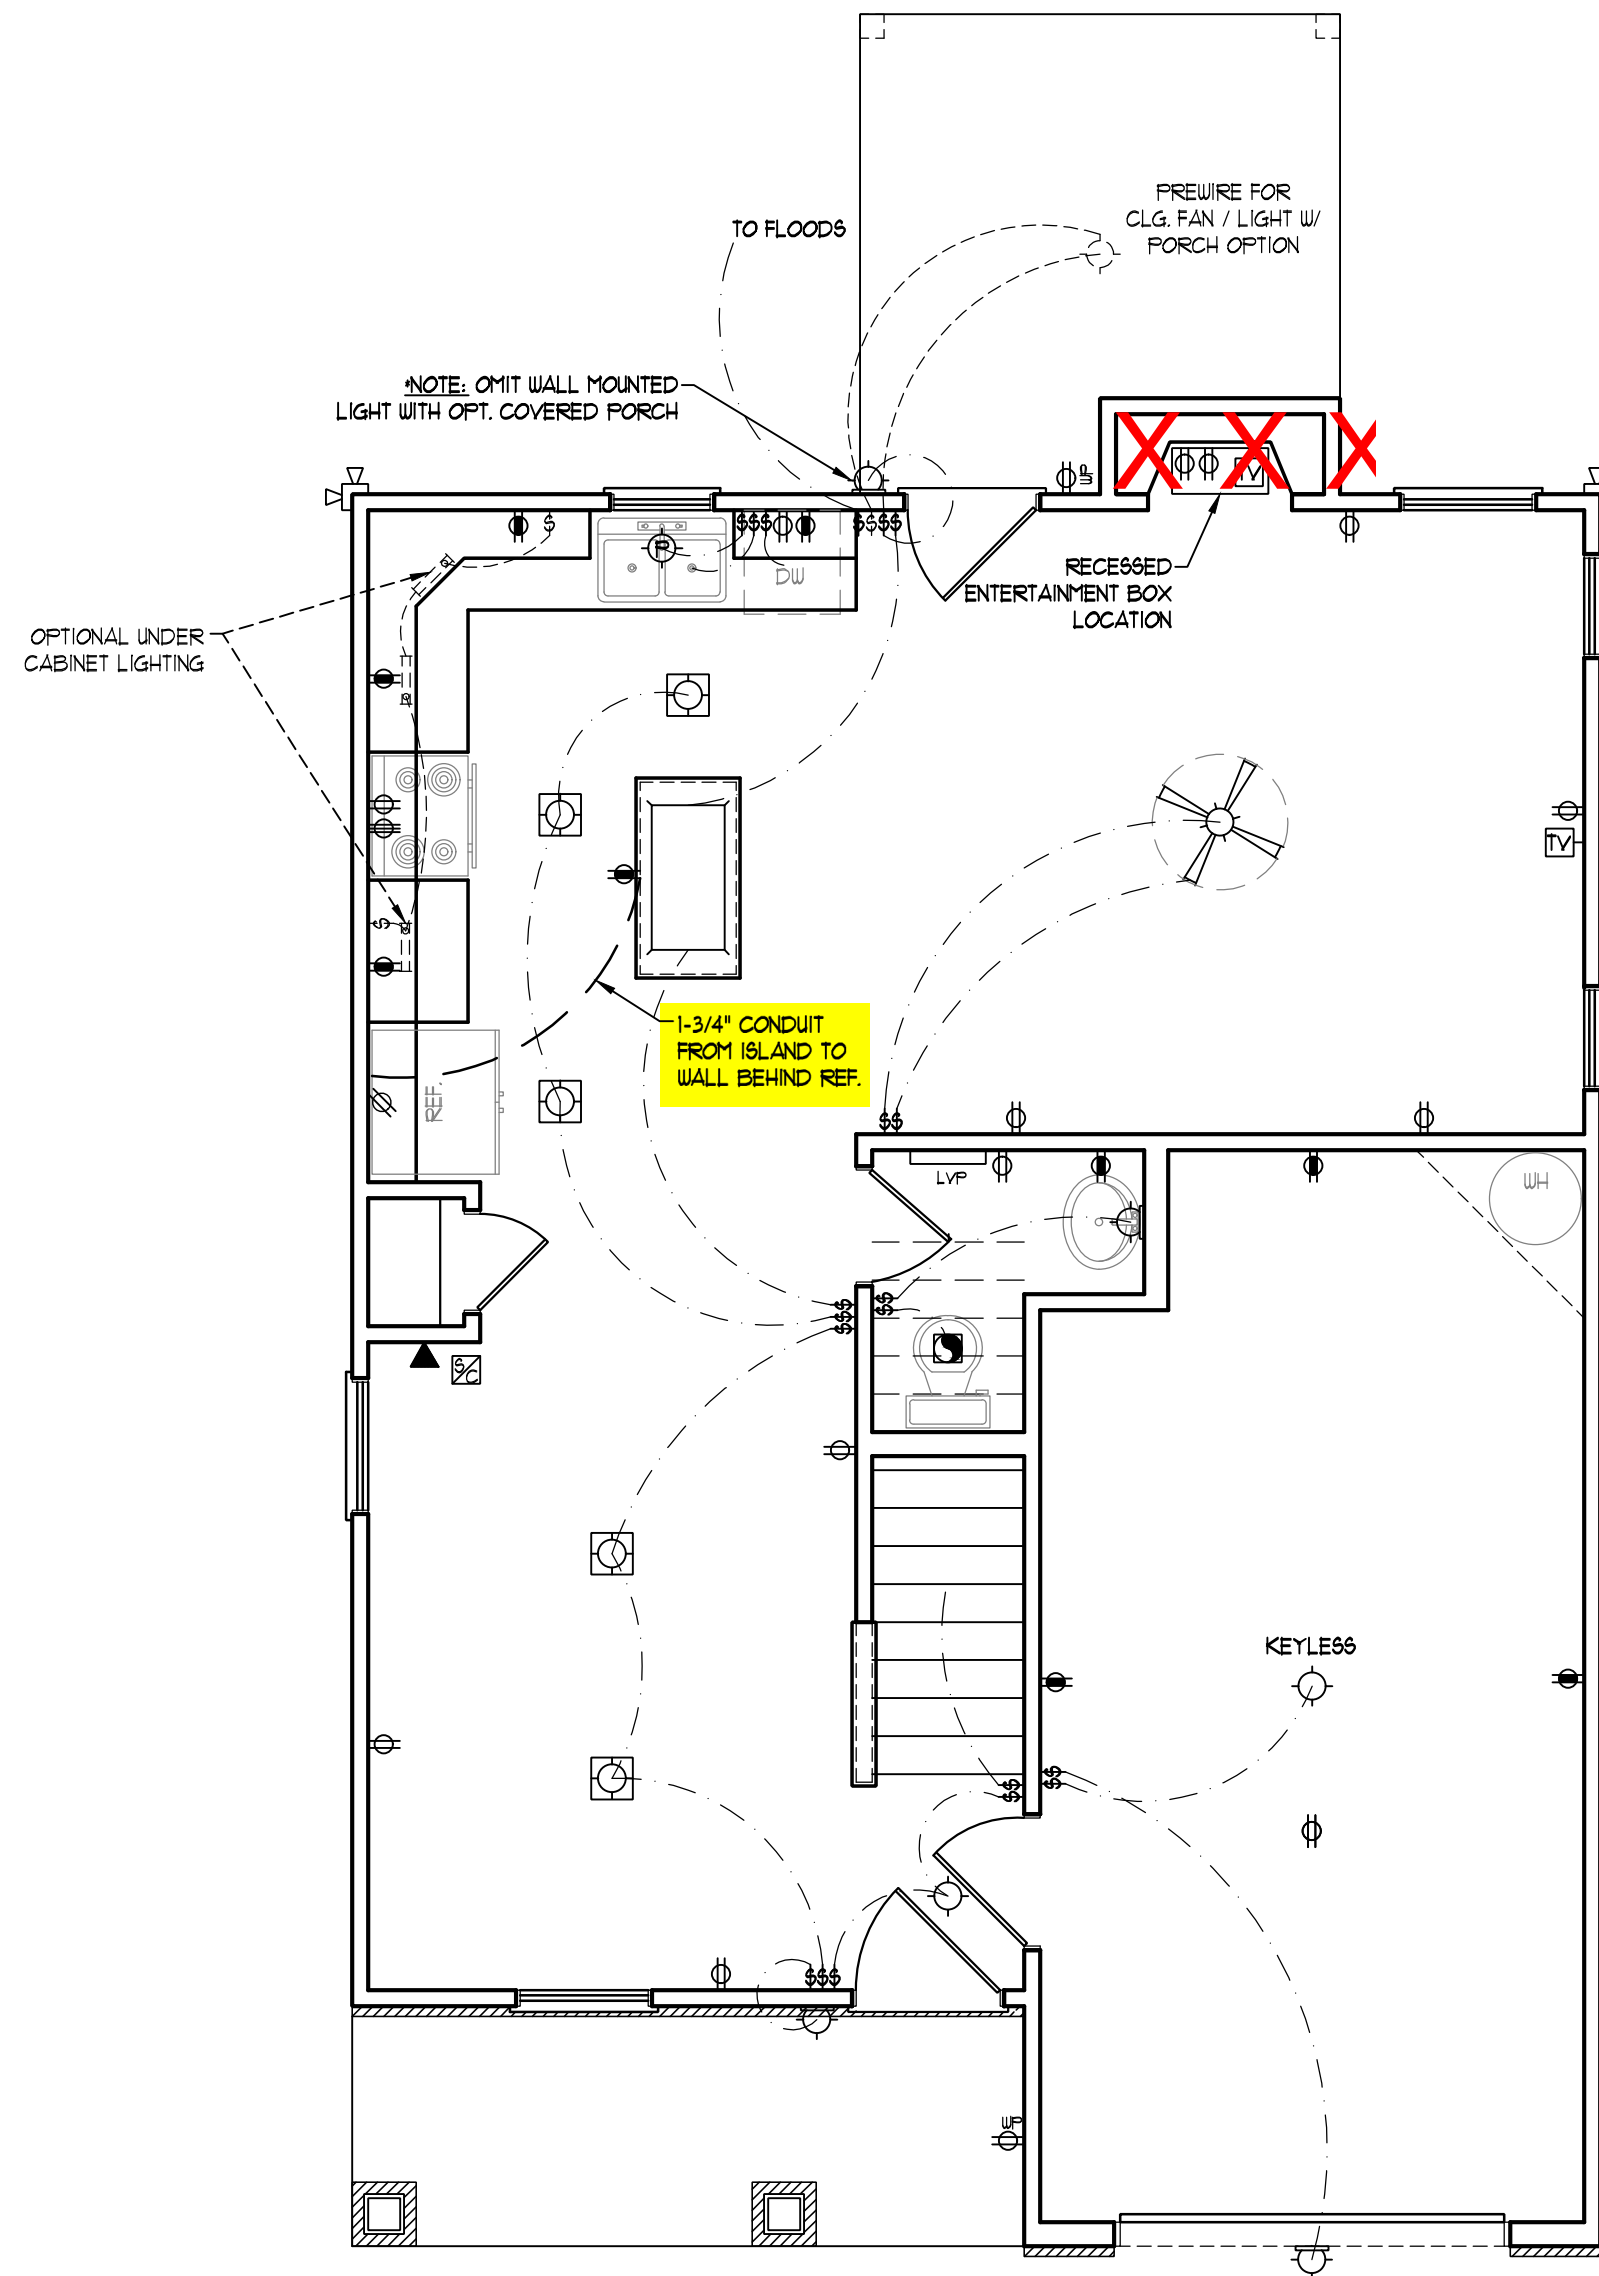 PREWIRE FOR
CLG. FAN / LIGHT W/
PORCH OPTION
TO FLOODS
*NOTE: OMIT WALL MOUNTED
LIGHT WITH OPT. COVERED PORCH
WP
TV
$
$$$
$$$$
P
DW
RECESSED
ENTERTAINMENT BOX
LOCATION
OPTIONAL UNDER
CABINET LIGHTING
TV
$
1-3/4" CONDUIT
FROM ISLAND TO
WALL BEHIND REF.
REF.
$$
LVP
WH
$$$
$$
S/C
KEYLESS
$$
$$
$$$
WP